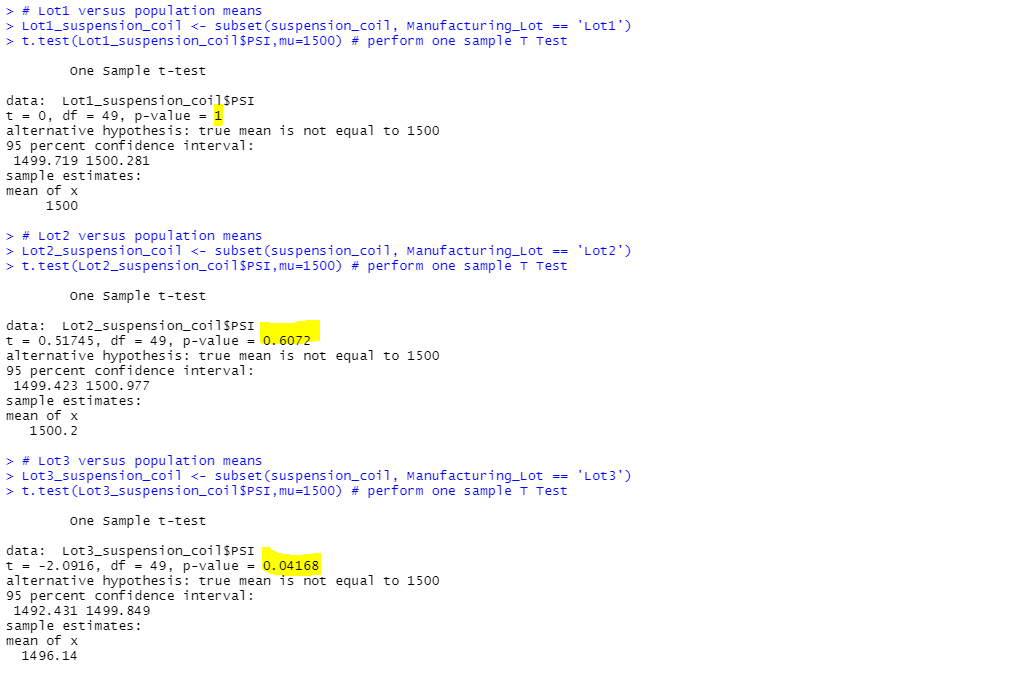 > # Lot1 versus population means
> Lot1_suspension_coil <- subset(suspension_coil, Manufacturing_Lot == 'Lot1')
> t.test(Lot1_suspension_coil$PSI,mu=1500) # perform one sample T Test
One Sample t-test
data: Lot1_suspension_coil$PSI
t = 0, df = 49, p-value = 1
alternative hypothesis: true mean is not equal to 1500
95 percent confidence interval:
1499.719 1500.281
sample estimates:
mean of x
1500
> # Lot2 versus population means
> Lot2_suspension_coil <- subset(suspension_coil, Manufacturing_Lot == 'Lot2')
> t.test(Lot2_suspension_coil$PSI,mu=1500) # perform one sample T Test
One Sample t-test
data: Lot2_suspension_coil$PSI
t = 0.51745, df = 49, p-value = 0.6072
alternative hypothesis: true mean is not equal to 1500
95 percent confidence interval:
1499.423 1500.977
sample estimates:
mean of x
1500.2
> # Lot3 versus population means
> Lot3_suspension_coil <- subset(suspension_coil, Manufacturing_Lot == 'Lot3')
> t.test(Lot3_suspension_coil$PSI,mu=1500) # perform one sample T Test
One Sample t-test
data: Lot3_suspension_coil$PSI
t = -2.0916, df = 49, p-value = 0.04168
alternative hypothesis: true mean is not equal to 1500
95 percent confidence interval:
1492.431 1499.849
sample estimates:
mean of x
1496.14